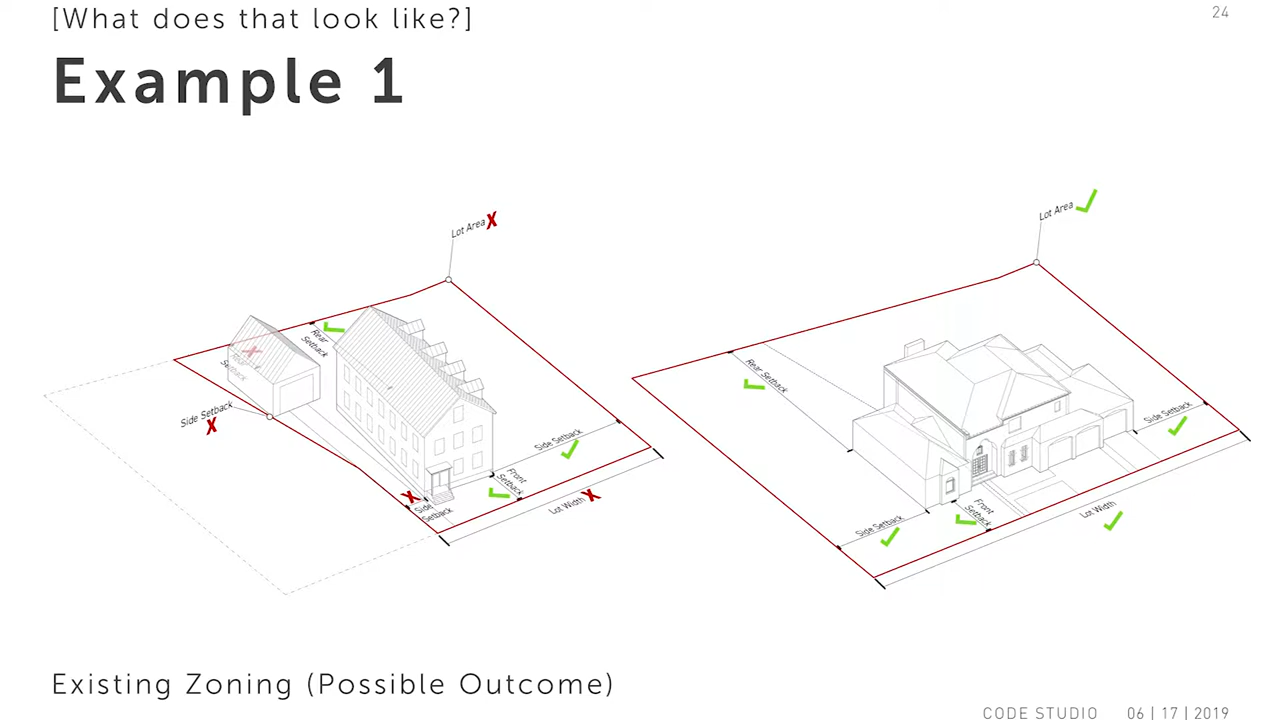 [What does that look like?]
24
Example 1
Lot Area X
Lot Area
Rear
Setback
X
Rear
Setback
Side Setback
X
Side Setback
X
Side
Setback
Front
Setback
Lot Width X
Rear Setback
Side Setback
Side Setback
Front
Setback
Lot Width
Existing Zoning (Possible Outcome)
CODE STUDIO 06 | 17 | 2019